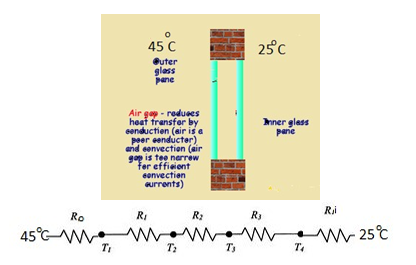 45°C
25°C
Outer
glass
pane
Air gap - reduces
heat transfer by
conduction (air is a
poor conductor)
and convection (air
gap is too narrow
for efficient
convection
currents)
Inner glass
pane
R₁ R₂ R₃
45°C 25°C
T₁ T₂ T₃ T₄